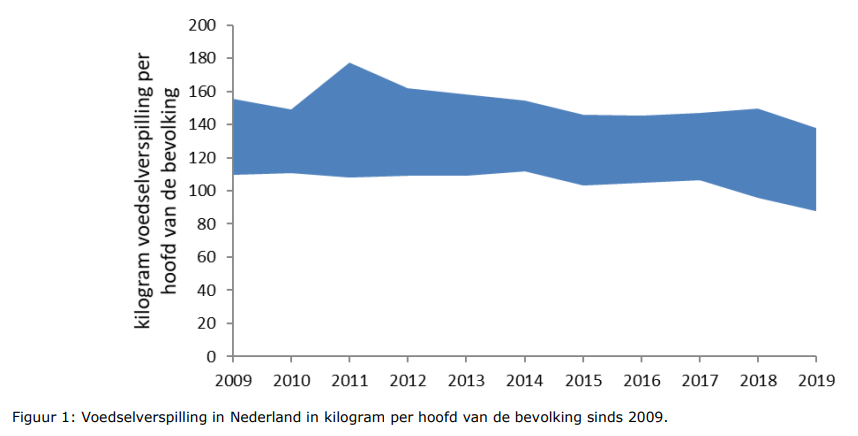 kilogram voedselverspilling per
hoofd van de bevolking
200
180
160
140
120
100
80
60
40
20
0
2009 2010 2011 2012 2013 2014 2015 2016 2017 2018 2019
Figuur 1: Voedselverspilling in Nederland in kilogram per hoofd van de bevolking sinds 2009.